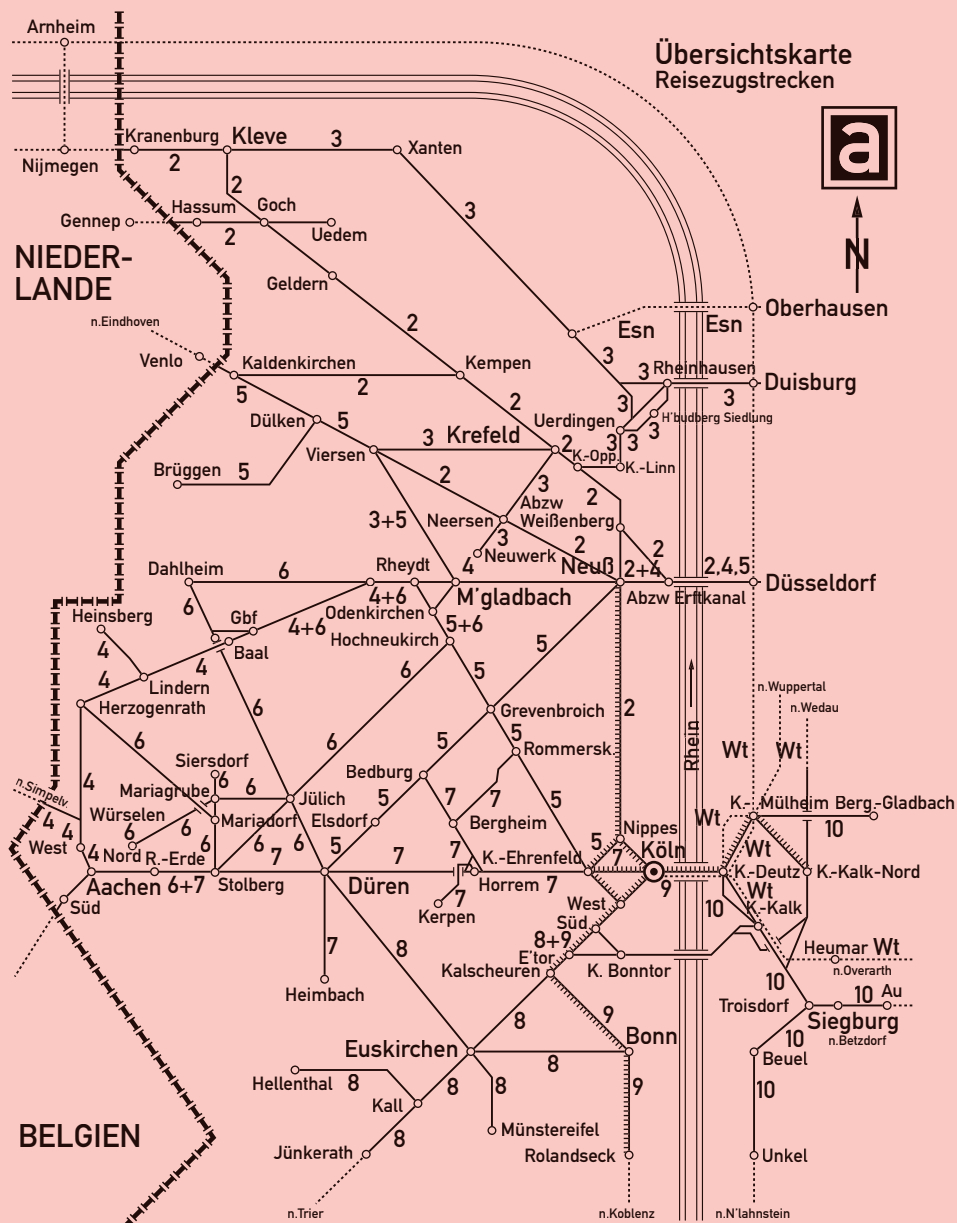 Arnheim
Übersichtskarte
Reisezugstrecken
a
N
Kranenburg
Kleve
3
Xanten
Nijmegen
2
2
3
Gennep
Hassum
Goch
2
Uedem
NIEDER-
LANDE
Geldern
Oberhausen
n.Eindhoven
2
Esn
Esn
Venlo
Kaldenkirchen
Kempen
3
Rheinhausen
3
Duisburg
5
2
3
3
H'budberg Siedlung
Dülken
5
2
Uerdingen
3
Viersen
3
Krefeld
2
3
3
K.-Opp.
K.-Linn
Brüggen
5
2
3
2
3+5
Neersen
Abzw
Weißenberg
3
Neuwerk
2
2
Dahlheim
6
Rheydt
4
Neuß
2+4
2,4,5
Düsseldorf
4+6
M'gladbach
Abzw Erftkanal
Heinsberg
6
Gbf
4+6
Odenkirchen
5+6
5
4
Baal
Hochneukirch
4
4
Lindern
6
5
Herzogenrath
6
Grevenbroich
2
n.Wuppertal
n.Wedau
Rhein
6
6
5
5
Rommersk.
Wt
Wt
Siersdorf
6
Bedburg
n.Simpelv.
4
Mariagrube
6
Jülich
5
7
5
K.-Mülheim
Berg.-Gladbach
10
4
4
Würselen
6
6
Mariadorf
Elsdorf
Bergheim
Nippes
Wt
West
Nord
R.-Erde
6
6
7
6
5
7
7
K.-Ehrenfeld
5
7
Köln
Wt
4
Aachen
6+7
Stolberg
Düren
7
Horrem
7
9
K.-Deutz
K.-Kalk-Nord
Süd
Kerpen
West
10
Wt
K.-Kalk
Süd
8+9
E'tor
Heumar
Wt
7
8
Kalscheuren
K. Bonntor
n.Overarth
Heimbach
10
10
Au
9
Troisdorf
Siegburg
8
n.Betzdorf
Euskirchen
Bonn
10
8
Beuel
Hellenthal
8
8
8
9
10
Kall
8
Münstereifel
BELGIEN
Jünkerath
Rolandseck
Unkel
n.Trier
n.Koblenz
n.N'lahnstein